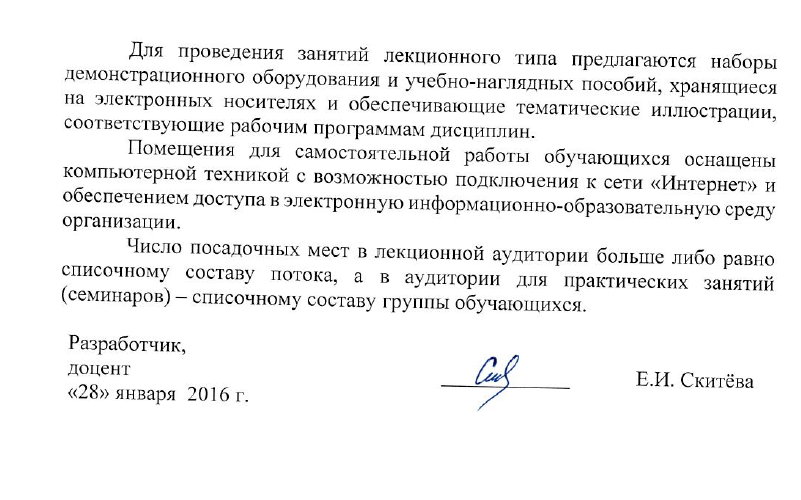 Для проведения занятий лекционного типа предлагаются наборы
демонстрационного оборудования и учебно-наглядных пособий, хранящиеся
на электронных носителях и обеспечивающие тематические иллюстрации,
соответствующие рабочим программам дисциплин.
Помещения для самостоятельной работы обучающихся оснащены
компьютерной техникой с возможностью подключения к сети «Интернет» и
обеспечением доступа в электронную информационно-образовательную среду
организации.
Число посадочных мест в лекционной аудитории больше либо равно
списочному составу потока, а в аудитории для практических занятий
(семинаров) – списочному составу группы обучающихся.
Разработчик,
доцент
«28» января 2016 г.
Е.И. Скитёва